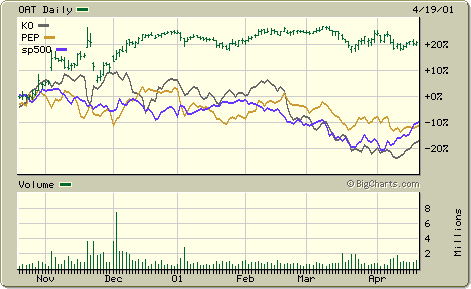 OAT Daily 4/19/01
KO
PEP
sp500
+20%
+10%
+0%
-10%
-20%
Volume © BigCharts.com
8
6
4
2
Millions
Nov Dec 01 Feb Mar Apr